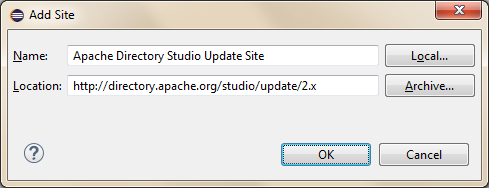 Add Site
Name: Apache Directory Studio Update Site Local...
Location: http://directory.apache.org/studio/update/2.x Archive...
? OK Cancel